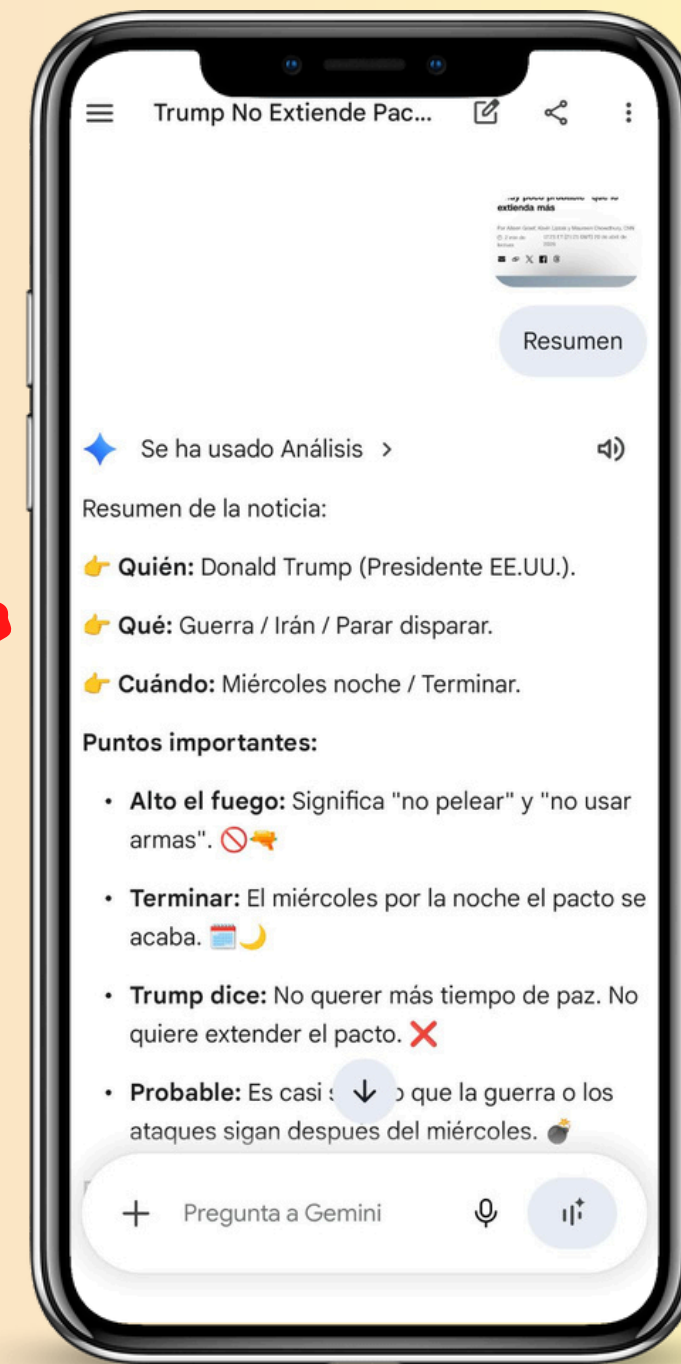 Trump No Extiende Pac...
extienda más
Resumen
Se ha usado Análisis >
Resumen de la noticia:
👉 Quién: Donald Trump (Presidente EE.UU.).
👉 Qué: Guerra / Irán / Parar disparar.
👉 Cuándo: Miércoles noche / Terminar.
Puntos importantes:
• Alto el fuego: Significa "no pelear" y "no usar
armas". 🚫🔫
• Terminar: El miércoles por la noche el pacto se
acaba. 🗓️🌙
• Trump dice: No querer más tiempo de paz. No
quiere extender el pacto. ❌
• Probable: Es casi que la guerra o los
ataques sigan después del miércoles. 💣
Pregunta a Gemini